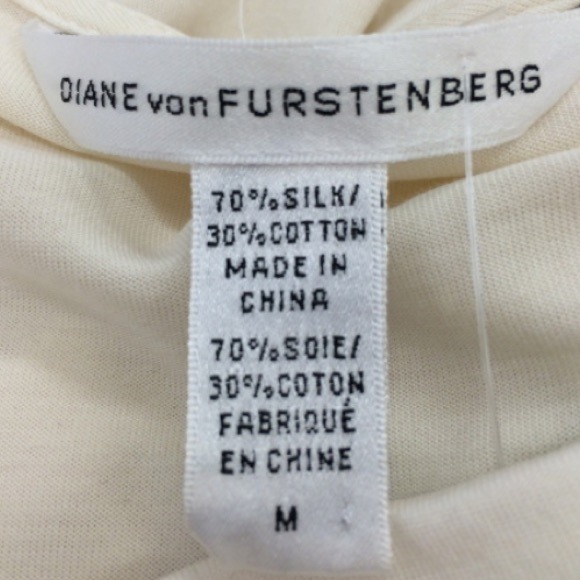 DIANE von FURSTENBERG
70% SILK/
30% COTTON
MADE IN
CHINA
70% SOIE/
30% COTON
FABRIQUÉ
EN CHINE
M